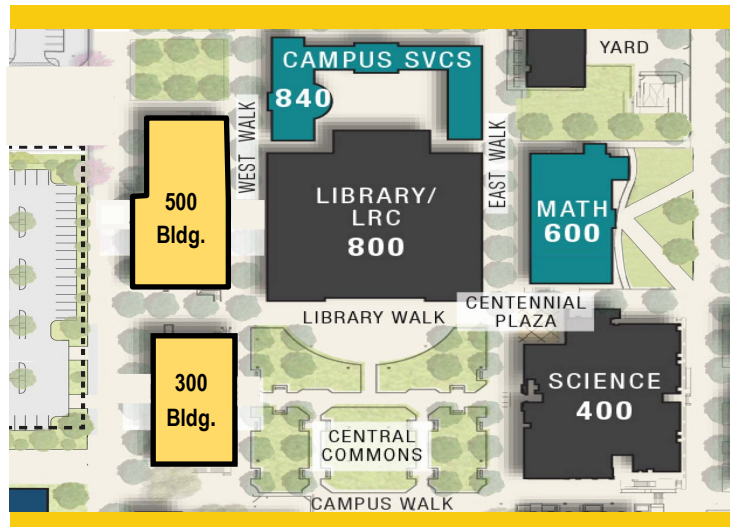 YARD
CAMPUS SVCS
840
WEST WALK
EAST WALK
500
Bldg.
LIBRARY/
LRC
800
MATH
600
LIBRARY WALK
CENTENNIAL
PLAZA
300
Bldg.
SCIENCE
400
CENTRAL
COMMONS
CAMPUS WALK